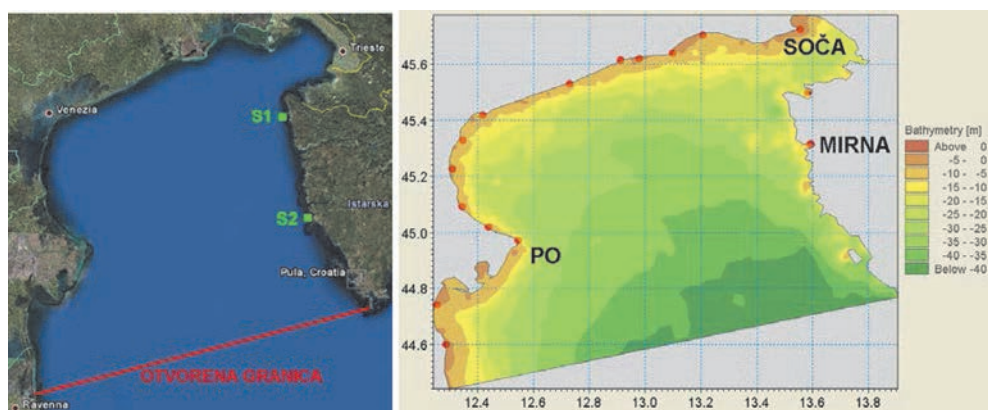 Trieste
Venezia
S1
Istarska
S2
Pula, Croatia
OTVORENA GRANICA
Ravenna
SOČA
MIRNA
PO
45.6
45.4
45.2
45.0
44.8
44.6
12.4 12.6 12.8 13.0 13.2 13.4 13.6 13.8
Bathymetry [m]
Above 0
-5 - 0
-10 - -5
-15 - -10
-20 - -15
-25 - -20
-30 - -25
-35 - -30
-40 - -35
Below -40